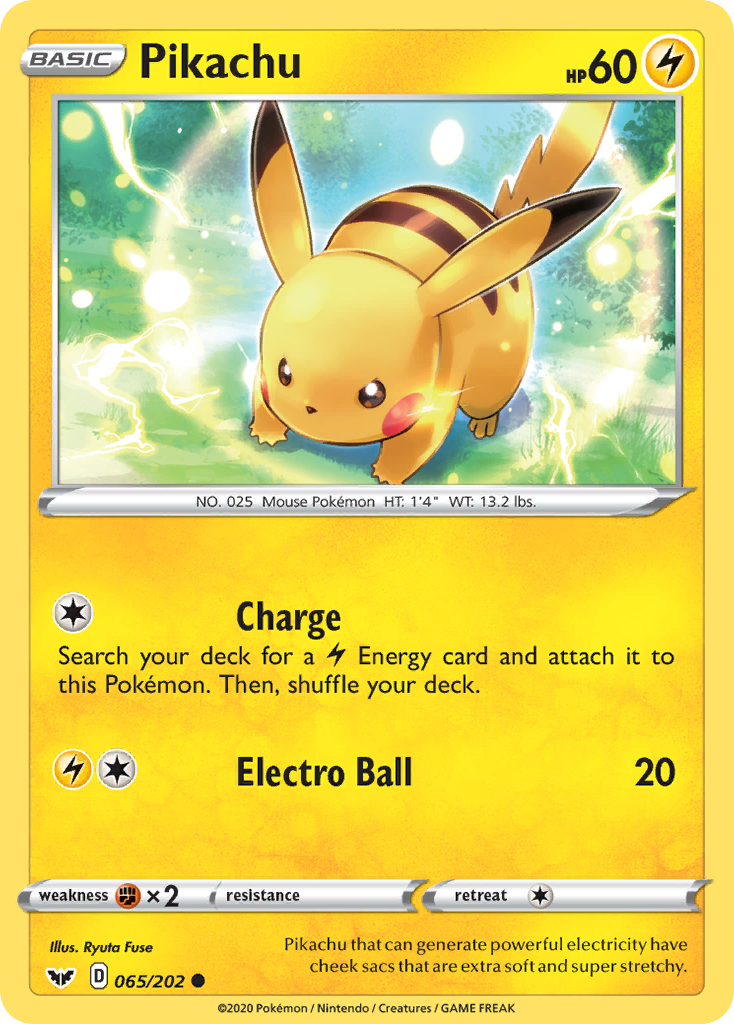 BASIC Pikachu HP60
NO. 025 Mouse Pokémon HT: 1'4" WT: 13.2 lbs.
Charge
Search your deck for a Energy card and attach it to
this Pokémon. Then, shuffle your deck.
Electro Ball 20
weakness ×2 resistance retreat
Illus. Ryuta Fuse
Pikachu that can generate powerful electricity have
cheek sacs that are extra soft and super stretchy.
D 065/202
©2020 Pokémon / Nintendo / Creatures / GAME FREAK